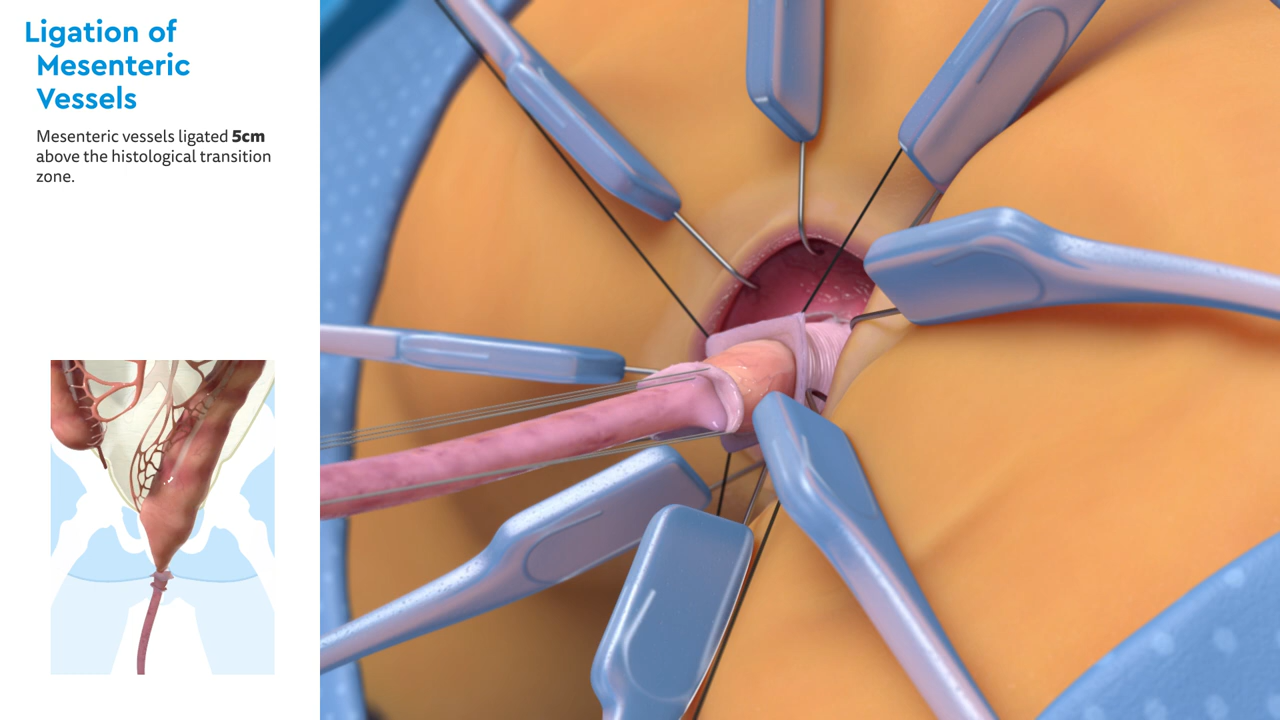 Ligation of
Mesenteric
Vessels
Mesenteric vessels ligated 5cm
above the histological transition
zone.